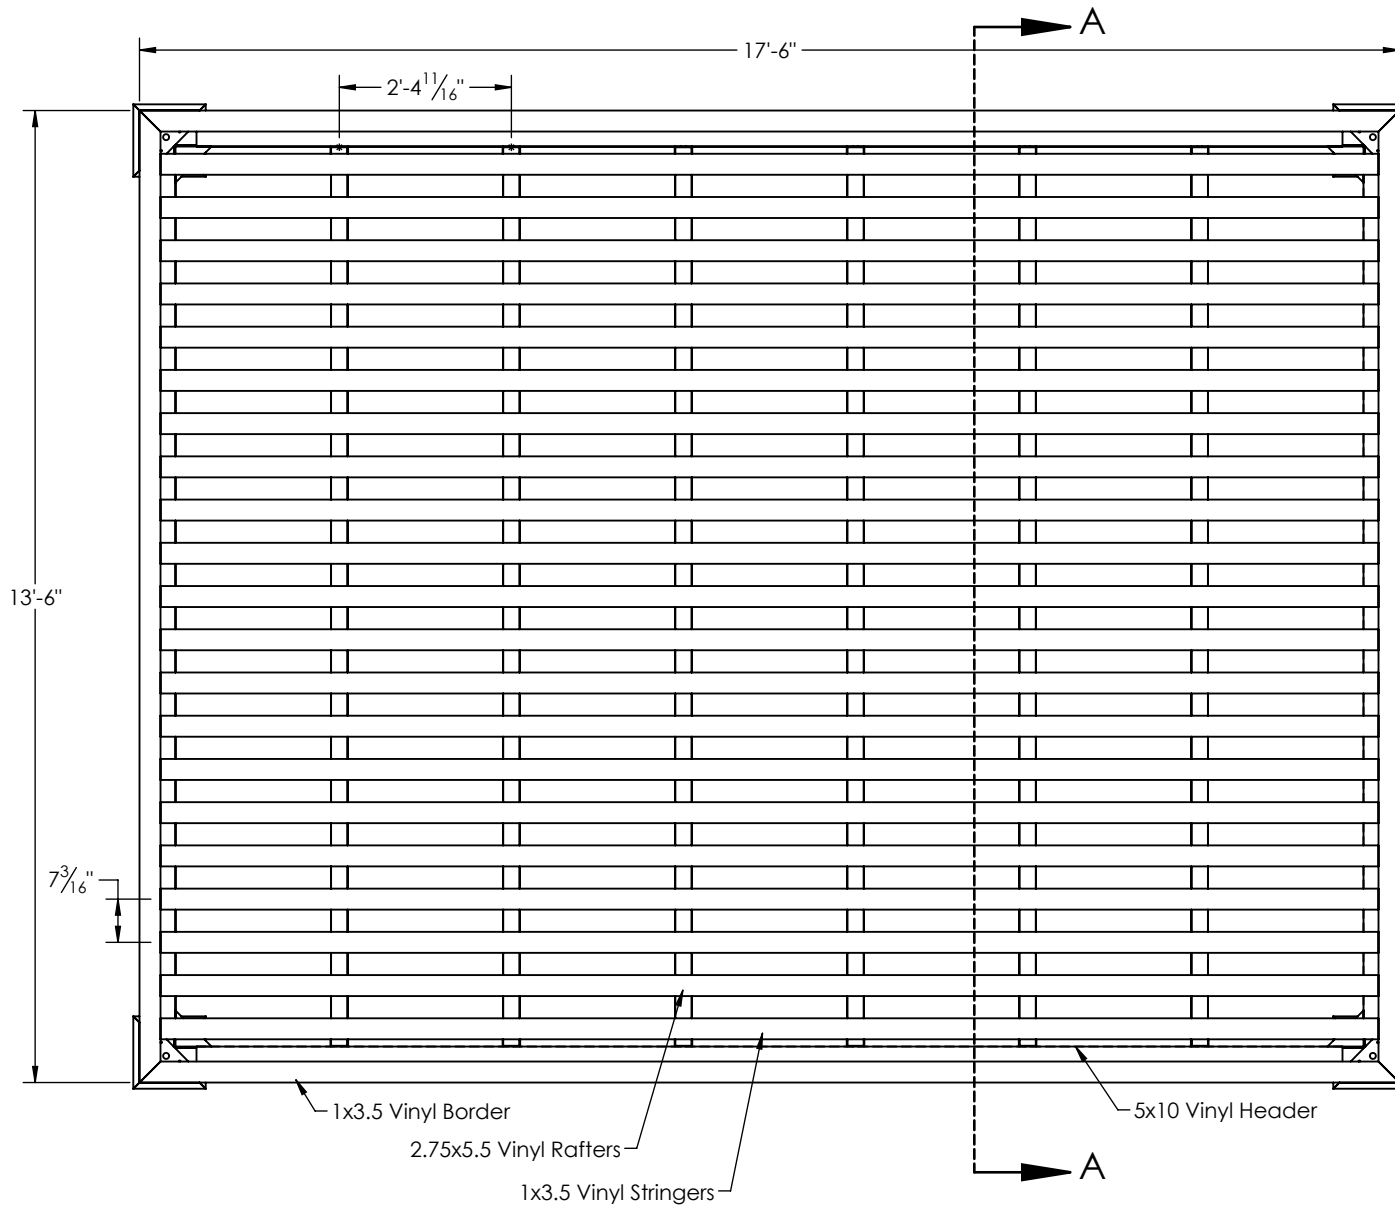 A
17'-6"
2'-4 11/16"
13'-6"
7 3/16"
1x3.5 Vinyl Border
5x10 Vinyl Header
2.75x5.5 Vinyl Rafters
A
1x3.5 Vinyl Stringers